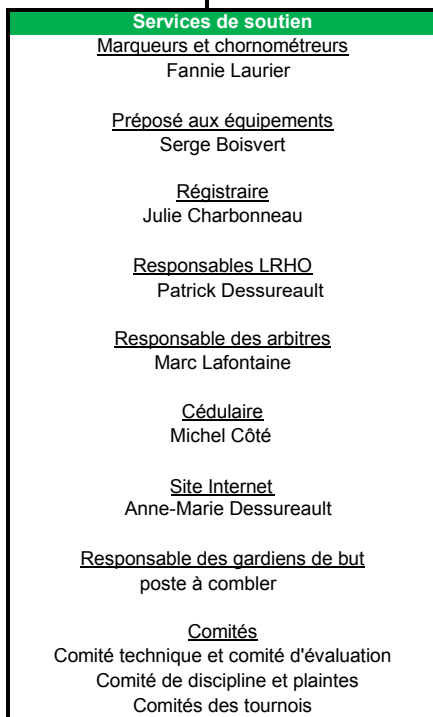 Services de soutien
Marqueurs et chornométreurs
Fannie Laurier
Préposé aux équipements
Serge Boisvert
Régistraire
Julie Charbonneau
Responsables LRHO
Patrick Dessureault
Responsable des arbitres
Marc Lafontaine
Cédulaire
Michel Côté
Site Internet
Anne-Marie Dessureault
Responsable des gardiens de but
poste à combler
Comités
Comité technique et comité d'évaluation
Comité de discipline et plaintes
Comités des tournois